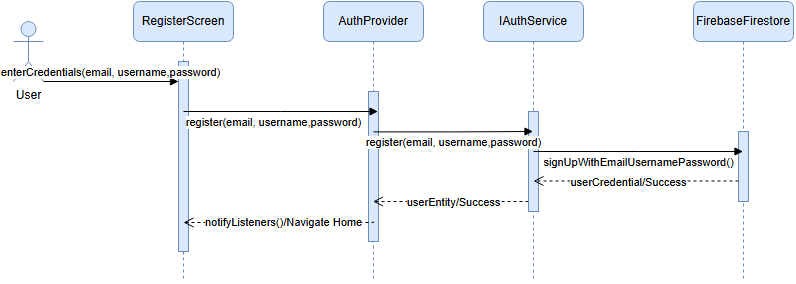 RegisterScreen
AuthProvider
IAuthService
FirebaseFirestore
enterCredentials(email, username,password)
User
register(email, username,password)
register(email, username,password)
signUpWithEmailUsernamePassword()
userCredential/Success
userEntity/Success
notifyListeners()/Navigate Home